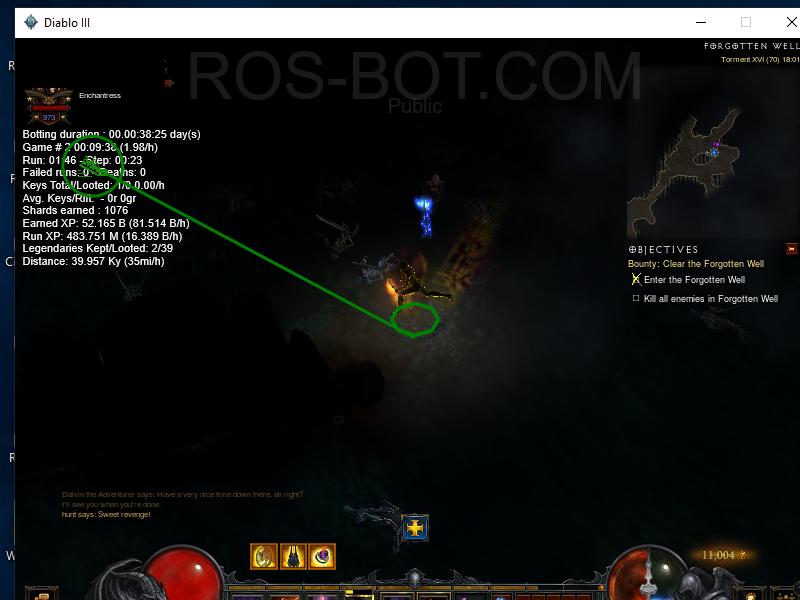 Diablo III
FORGOTTEN WELL
Torment XVI (70) 18:01
ROS-BOT.COM
Public
Enchantress
973
Botting duration : 00.00:38:25 day(s)
Game # 2 00:09:38 (1.98/h)
Run: 01:46 - Step: 00:23
Failed runs: 0 - Deaths: 0
Keys Total/Looted: 1/0 0.00/h
Avg. Keys/Rift: - 0r 0gr
Shards earned : 1076
Earned XP: 52.165 B (81.514 B/h)
Run XP: 483.751 M (16.389 B/h)
Legendaries Kept/Looted: 2/39
Distance: 39.957 Ky (35mi/h)
OBJECTIVES
Bounty: Clear the Forgotten Well
Enter the Forgotten Well
Kill all enemies in Forgotten Well
Dalvin the Adventurer says: Have a very nice time down there, all right?
I'll see you when you're done.
hunt says: Sweet revenge!
11,004